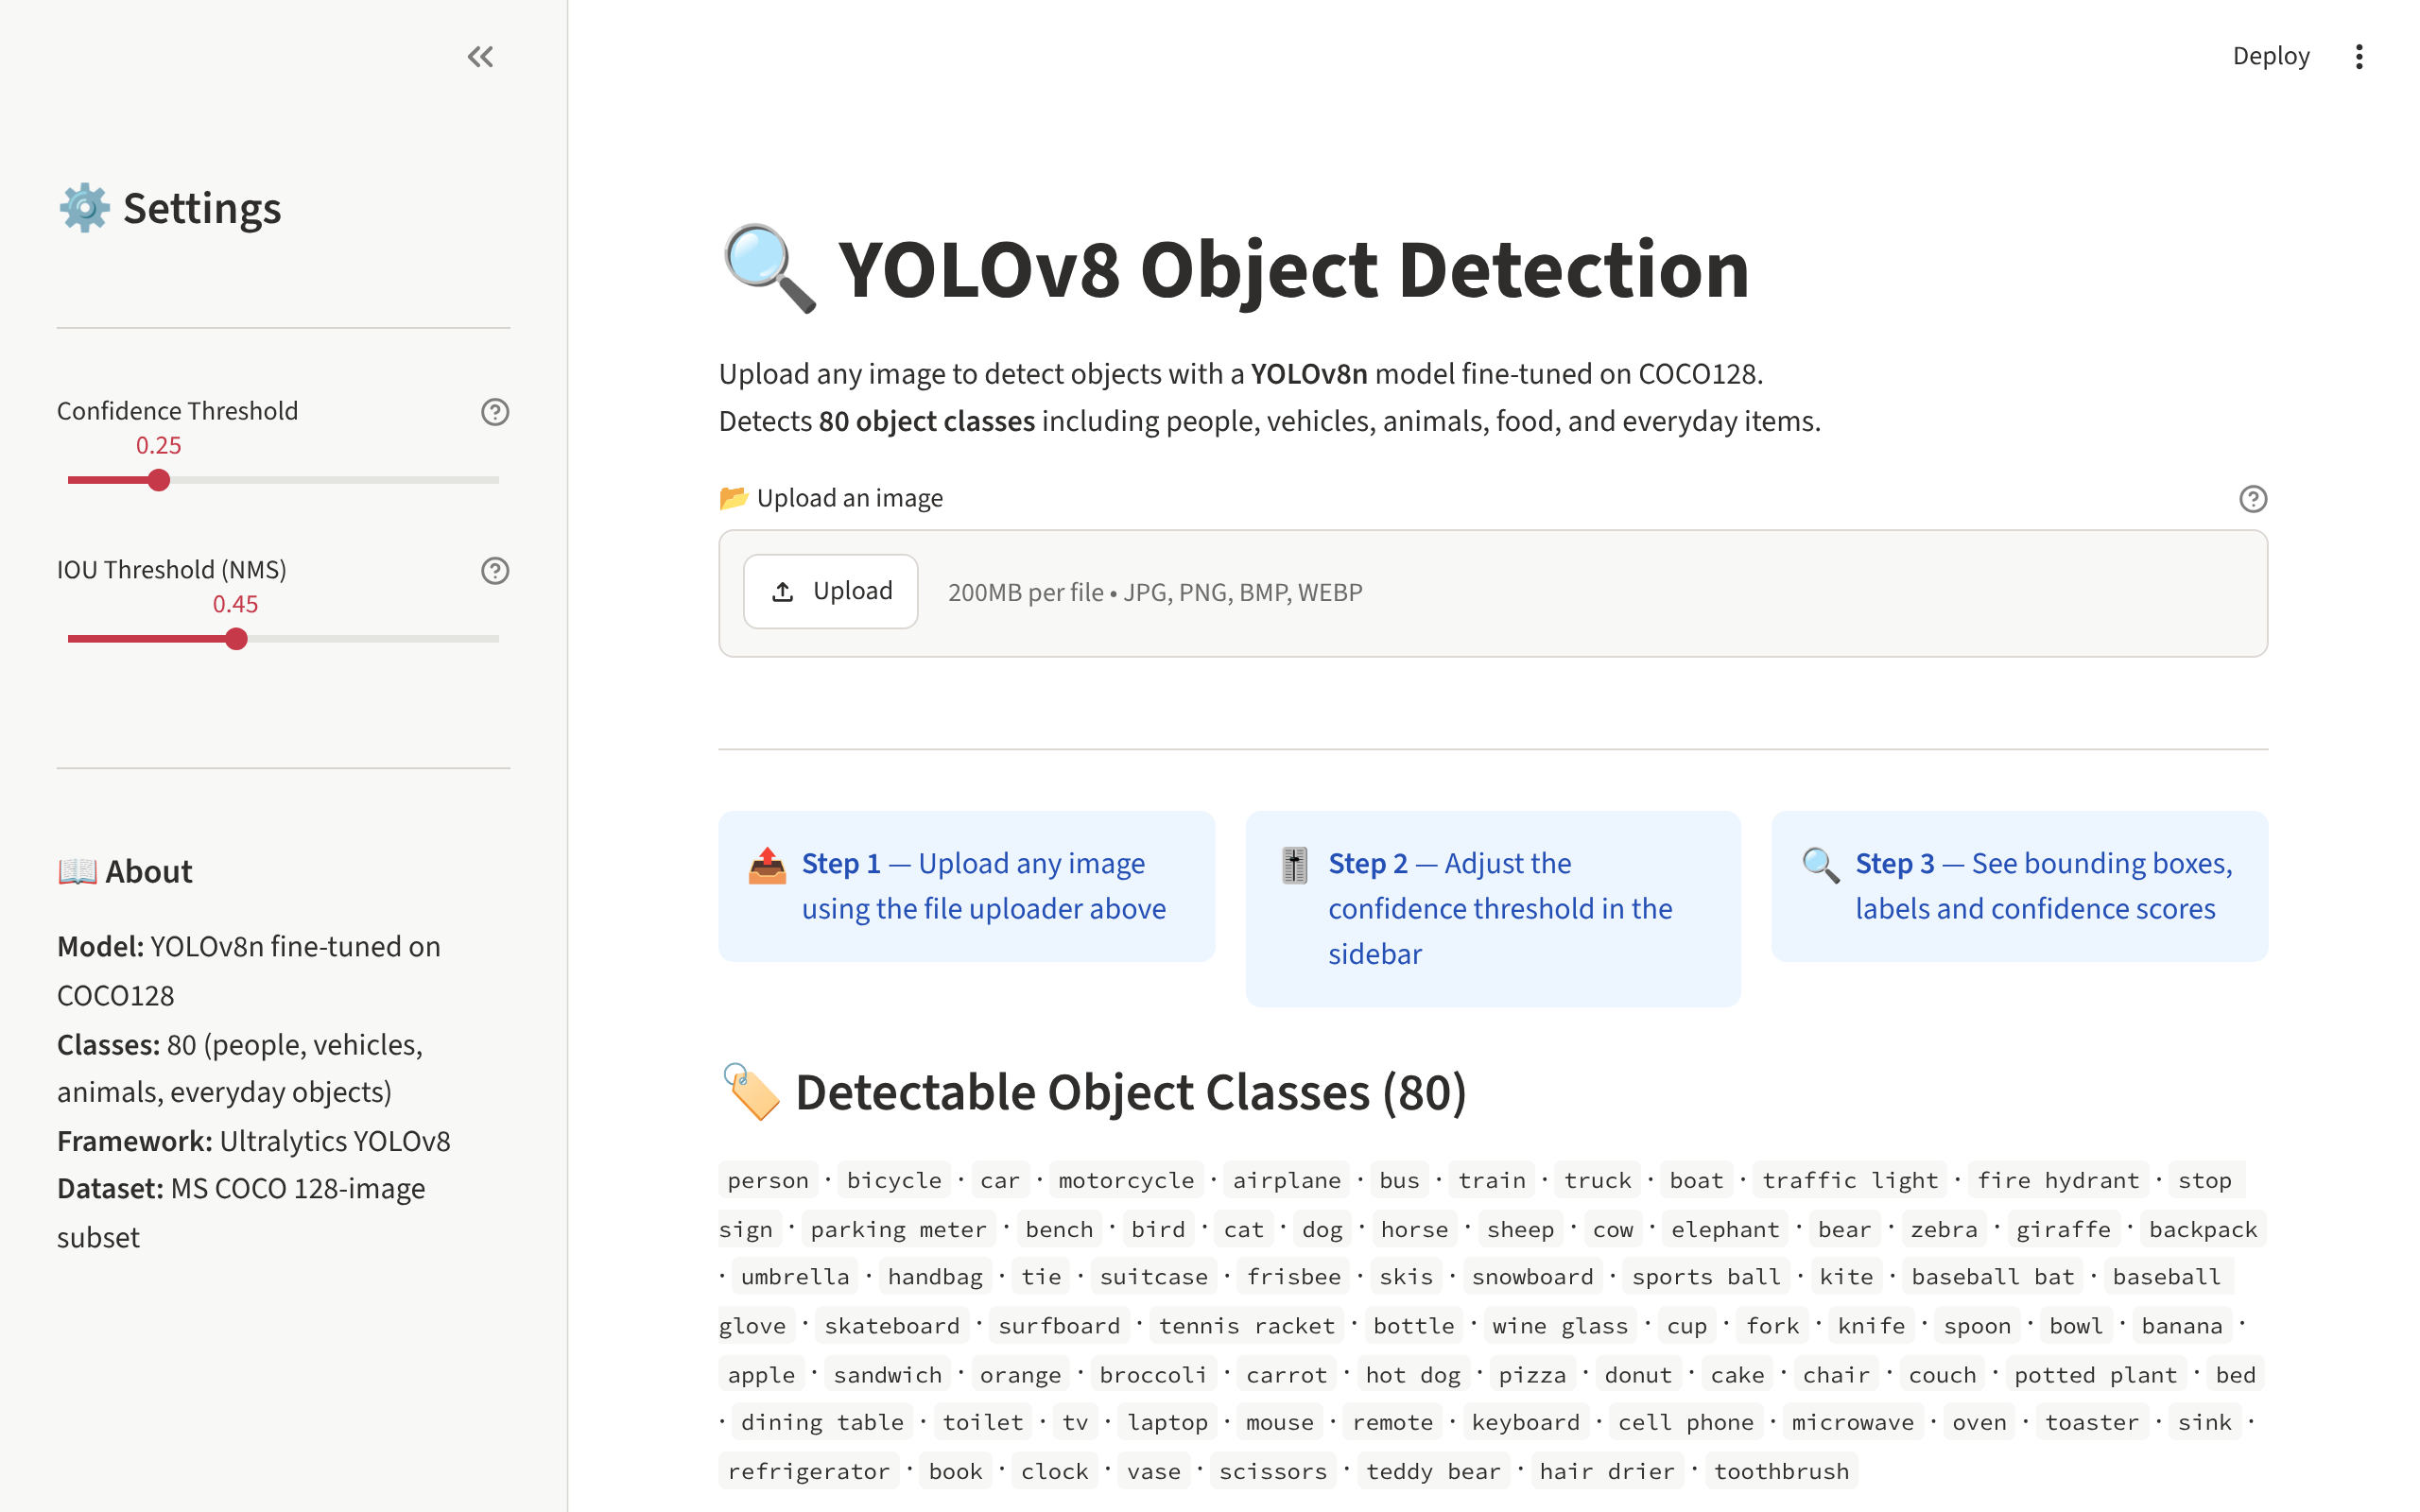 Deploy
Settings
Confidence Threshold
0.25
IOU Threshold (NMS)
0.45
About
Model: YOLOv8n fine-tuned on
COCO128
Classes: 80 (people, vehicles,
animals, everyday objects)
Framework: Ultralytics YOLOv8
Dataset: MS COCO 128-image
subset
YOLOv8 Object Detection
Upload any image to detect objects with a YOLOv8n model fine-tuned on COCO128.
Detects 80 object classes including people, vehicles, animals, food, and everyday items.
Upload an image
Upload 200MB per file • JPG, PNG, BMP, WEBP
Step 1 — Upload any image
using the file uploader above
Step 2 — Adjust the
confidence threshold in the
sidebar
Step 3 — See bounding boxes,
labels and confidence scores
Detectable Object Classes (80)
person · bicycle · car · motorcycle · airplane · bus · train · truck · boat · traffic light · fire hydrant · stop
sign · parking meter · bench · bird · cat · dog · horse · sheep · cow · elephant · bear · zebra · giraffe · backpack
· umbrella · handbag · tie · suitcase · frisbee · skis · snowboard · sports ball · kite · baseball bat · baseball
glove · skateboard · surfboard · tennis racket · bottle · wine glass · cup · fork · knife · spoon · bowl · banana ·
apple · sandwich · orange · broccoli · carrot · hot dog · pizza · donut · cake · chair · couch · potted plant · bed
· dining table · toilet · tv · laptop · mouse · remote · keyboard · cell phone · microwave · oven · toaster · sink ·
refrigerator · book · clock · vase · scissors · teddy bear · hair drier · toothbrush